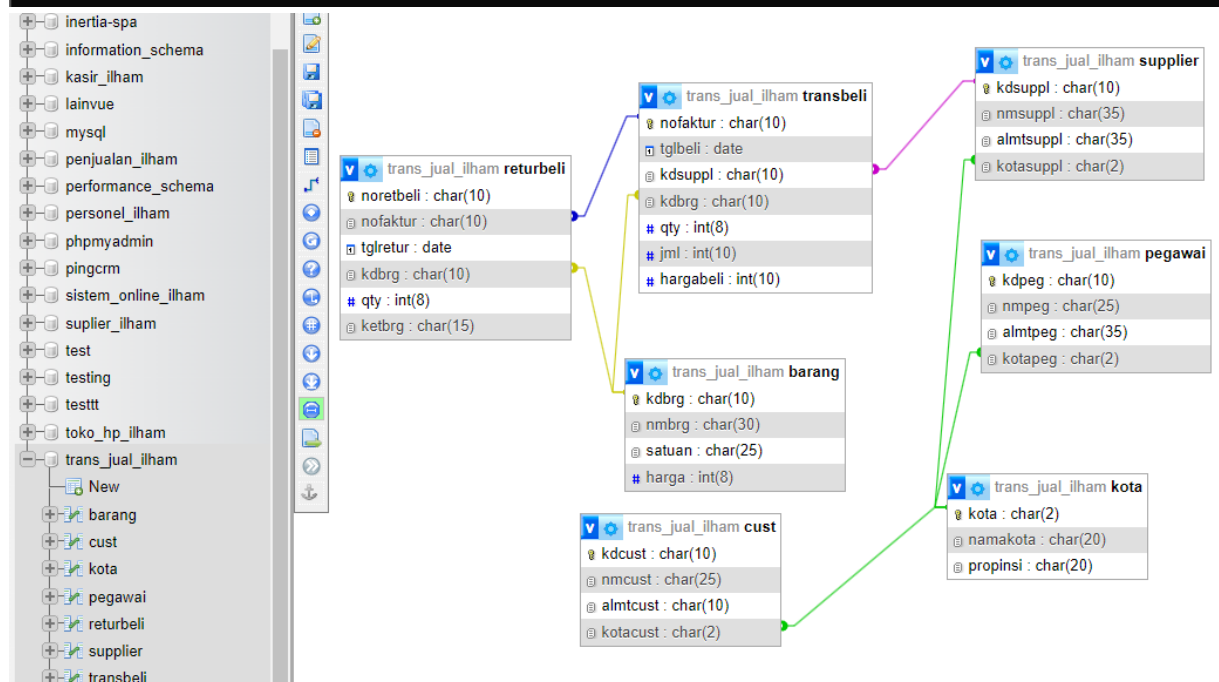 inertia-spa
information_schema
kasir_ilham
lainvue
mysql
penjualan_ilham
performance_schema
personel_ilham
phpmyadmin
pingcrm
sistem_online_ilham
suplier_ilham
test
testing
testtt
toko_hp_ilham
trans_jual_ilham
New
barang
cust
kota
pegawai
returbeli
supplier
transbeli
v trans_jual_ilham returbeli
noretbeli : char(10)
nofaktur : char(10)
tglretur : date
kdbrg : char(10)
# qty : int(8)
ketbrg : char(15)
v trans_jual_ilham transbeli
nofaktur : char(10)
tglbeli : date
kdsuppl : char(10)
kdbrg : char(10)
# qty : int(8)
# jml : int(10)
# hargabeli : int(10)
v trans_jual_ilham barang
kdbrg : char(10)
nmbrg : char(30)
satuan : char(25)
# harga : int(8)
v trans_jual_ilham cust
kdcust : char(10)
nmcust : char(25)
almtcust : char(10)
kotacust : char(2)
v trans_jual_ilham supplier
kdsuppl : char(10)
nmsuppl : char(35)
almtsuppl : char(35)
kotasuppl : char(2)
v trans_jual_ilham pegawai
kdpeg : char(10)
nmpeg : char(25)
almtpeg : char(35)
kotapeg : char(2)
v trans_jual_ilham kota
kota : char(2)
namakota : char(20)
propinsi : char(20)